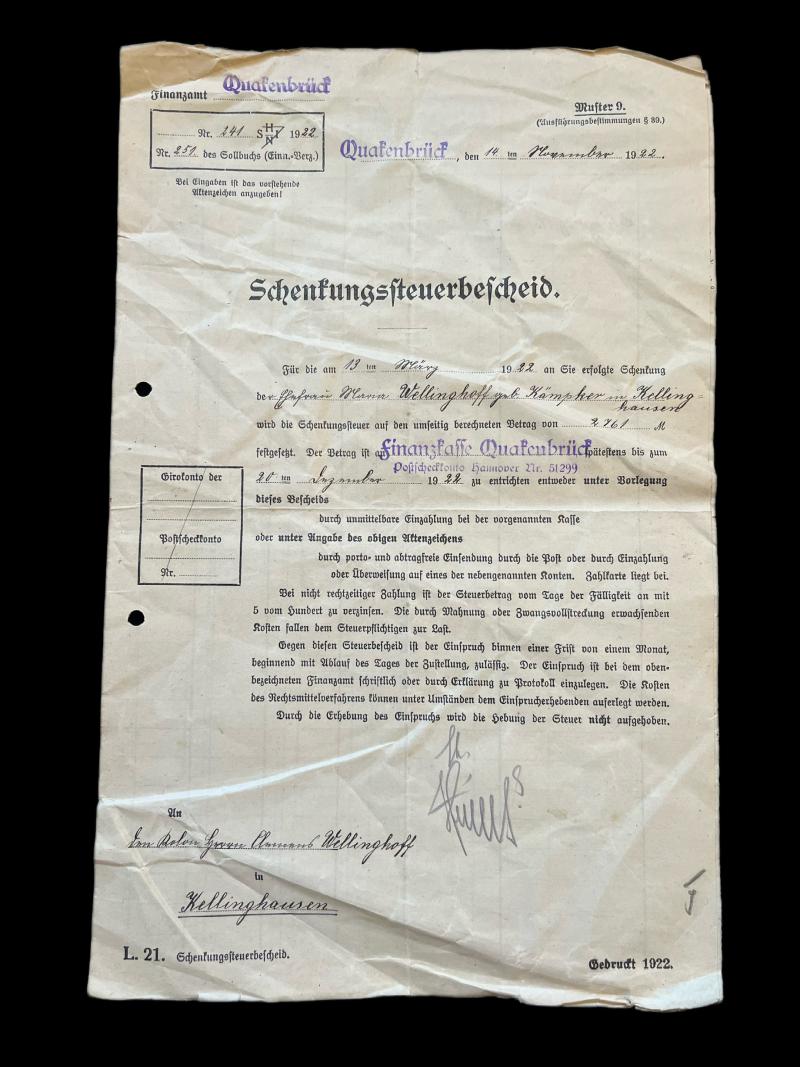 Finanzamt Quakenbrück
Nr. 241 S 1922
Nr. 251 des Sollbuchs (Einn.-Verz.)
Bei Eingaben ist das vorstehende
Aktenzeichen anzugeben!
Muster 9.
(Ausführungsbestimmungen § 39.)
Quakenbrück, den 14ten November 1922.
Schenkungssteuerbescheid.
Für die am 13ten März 1922 an Sie erfolgte Schenkung
der Ehefrau Maria Wellinghoff geb. Kämpker in Kelling-
hausen
wird die Schenkungssteuer auf den umseitig berechneten Betrag von 2761 M
festgesetzt. Der Betrag ist an Finanzkasse Quakenbrück spätestens bis zum
Postscheckkonto Hannover Nr. 51299
20ten Dezember 1922 zu entrichten entweder unter Vorlegung
dieses Bescheids
durch unmittelbare Einzahlung bei der vorgenannten Kasse
oder unter Angabe des obigen Aktenzeichens
durch porto- und abtragfreie Einsendung durch die Post oder durch Einzahlung
oder Überweisung auf eines der nebengenannten Konten. Zahlkarte liegt bei.
Girokonto der
Postscheckkonto
Nr.
Bei nicht rechtzeitiger Zahlung ist der Steuerbetrag vom Tage der Fälligkeit an mit
5 vom Hundert zu verzinsen. Die durch Mahnung oder Zwangsvollstreckung erwachsenden
Kosten fallen dem Steuerpflichtigen zur Last.
Gegen diesen Steuerbescheid ist der Einspruch binnen einer Frist von einem Monat,
beginnend mit Ablauf des Tages der Zustellung, zulässig. Der Einspruch ist bei dem oben-
bezeichneten Finanzamt schriftlich oder durch Erklärung zu Protokoll einzulegen. Die Kosten
des Rechtsmittelverfahrens können unter Umständen dem Einsprucherhebenden auferlegt werden.
Durch die Erhebung des Einspruchs wird die Hebung der Steuer nicht aufgehoben.
An
den Kolon Herrn Clemens Wellinghoff
in
Kellinghausen
L. 21. Schenkungssteuerbescheid.
Gedruckt 1922.